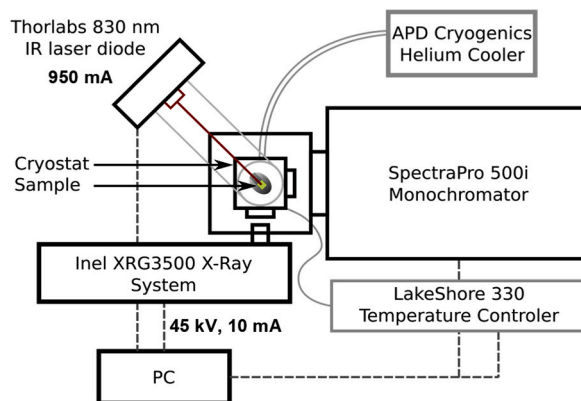 Thorlabs 830 nm
IR laser diode
950 mA
APD Cryogenics
Helium Cooler
Cryostat
Sample
SpectraPro 500i
Monochromator
Inel XRG3500 X-Ray
System
LakeShore 330
Temperature Controler
45 kV, 10 mA
PC